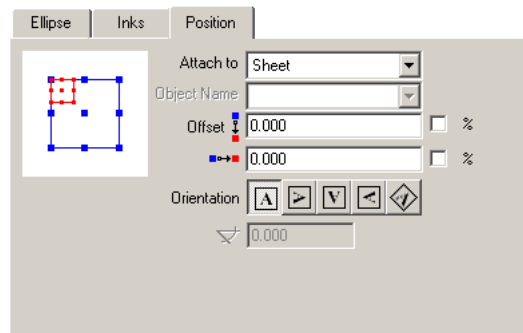 Ellipse Inks Position
Attach to Sheet
Object Name
Offset 0.000 %
0.000 %
Orientation A A A A A
0.000